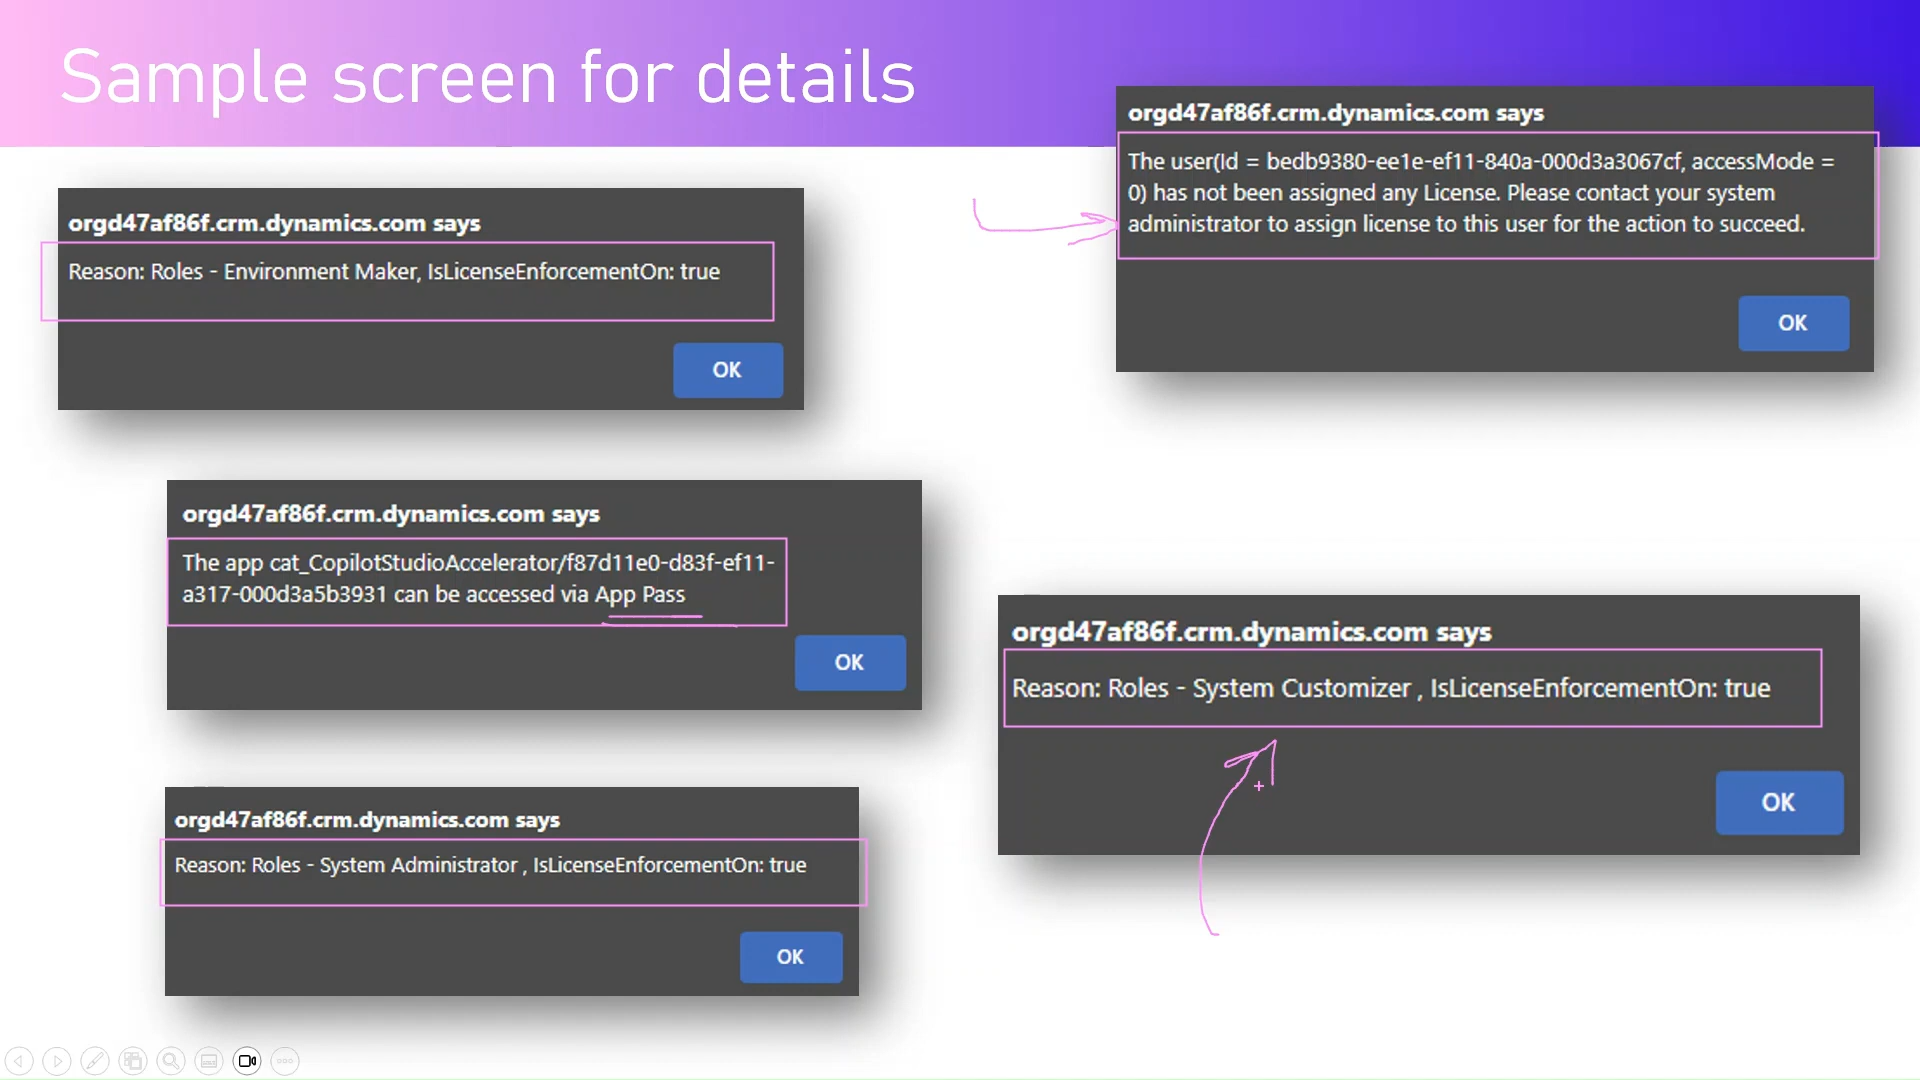 Sample screen for details
orgd47af86f.crm.dynamics.com says
The user(Id = bedb9380-ee1e-ef11-840a-000d3a3067cf, accessMode =
0) has not been assigned any License. Please contact your system
administrator to assign license to this user for the action to succeed.
OK
orgd47af86f.crm.dynamics.com says
Reason: Roles - Environment Maker, IsLicenseEnforcementOn: true
OK
orgd47af86f.crm.dynamics.com says
The app cat_CopilotStudioAccelerator/f87d11e0-d83f-ef11-
a317-000d3a5b3931 can be accessed via App Pass
OK
orgd47af86f.crm.dynamics.com says
Reason: Roles - System Customizer , IsLicenseEnforcementOn: true
OK
orgd47af86f.crm.dynamics.com says
Reason: Roles - System Administrator , IsLicenseEnforcementOn: true
OK